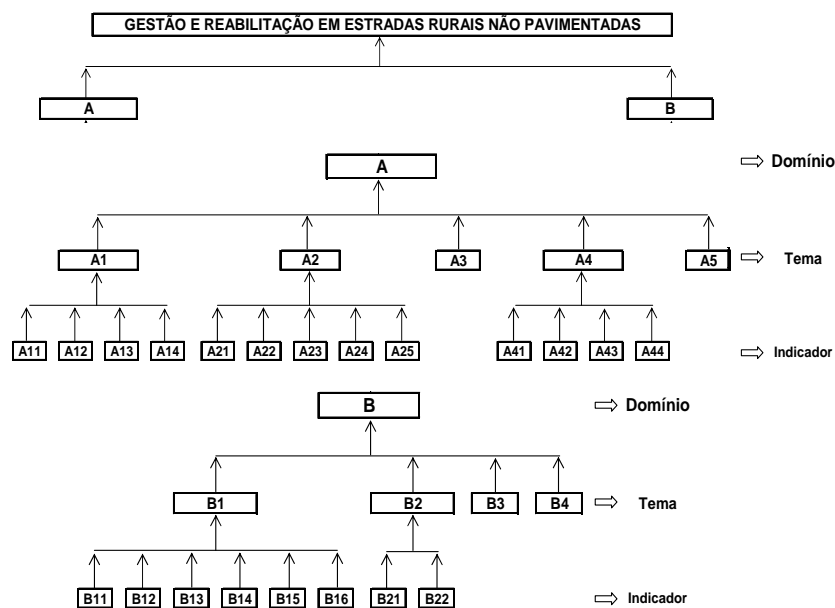 GESTÃO E REABILITAÇÃO EM ESTRADAS RURAIS NÃO PAVIMENTADAS
A B
A Domínio
A1 A2 A3 A4 A5 Tema
A11 A12 A13 A14 A21 A22 A23 A24 A25 A41 A42 A43 A44 Indicador
B Domínio
B1 B2 B3 B4 Tema
B11 B12 B13 B14 B15 B16 B21 B22 Indicador